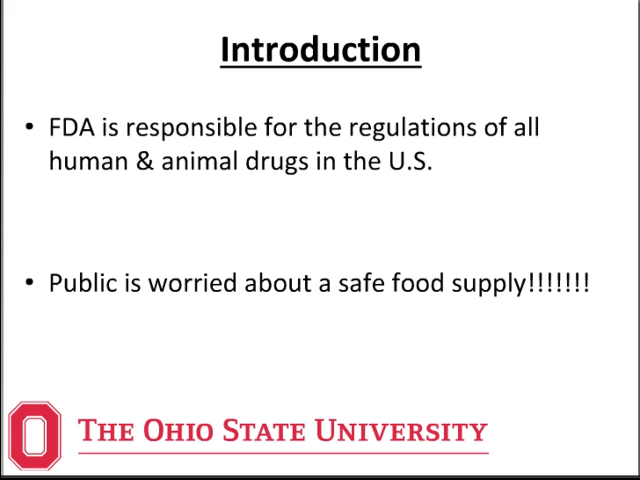 Introduction
• FDA is responsible for the regulations of all
human & animal drugs in the U.S.
• Public is worried about a safe food supply!!!!!!!
THE OHIO STATE UNIVERSITY